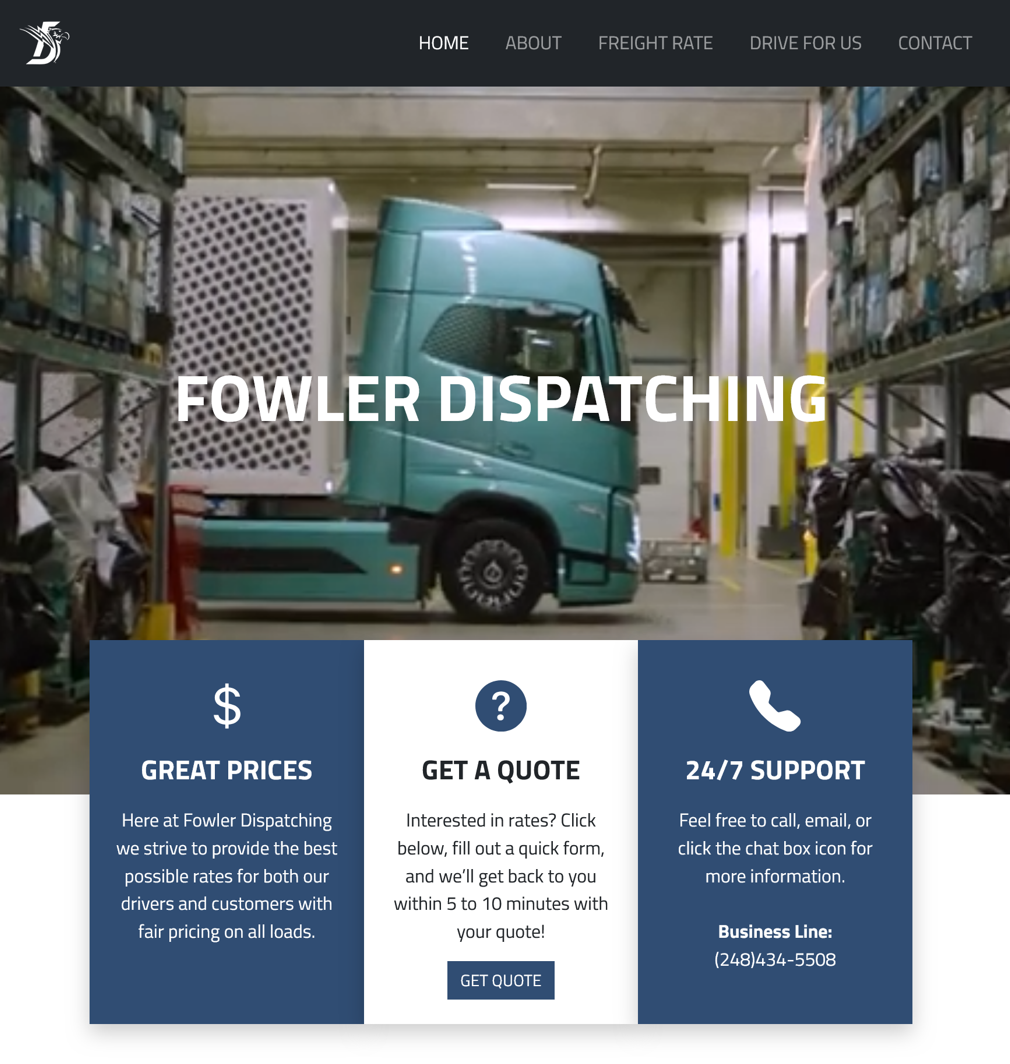 HOME ABOUT FREIGHT RATE DRIVE FOR US CONTACT
FOWLER DISPATCHING
$
GREAT PRICES
Here at Fowler Dispatching
we strive to provide the best
possible rates for both our
drivers and customers with
fair pricing on all loads.
?
GET A QUOTE
Interested in rates? Click
below, fill out a quick form,
and we'll get back to you
within 5 to 10 minutes with
your quote!
GET QUOTE
24/7 SUPPORT
Feel free to call, email, or
click the chat box icon for
more information.
Business Line:
(248)434-5508